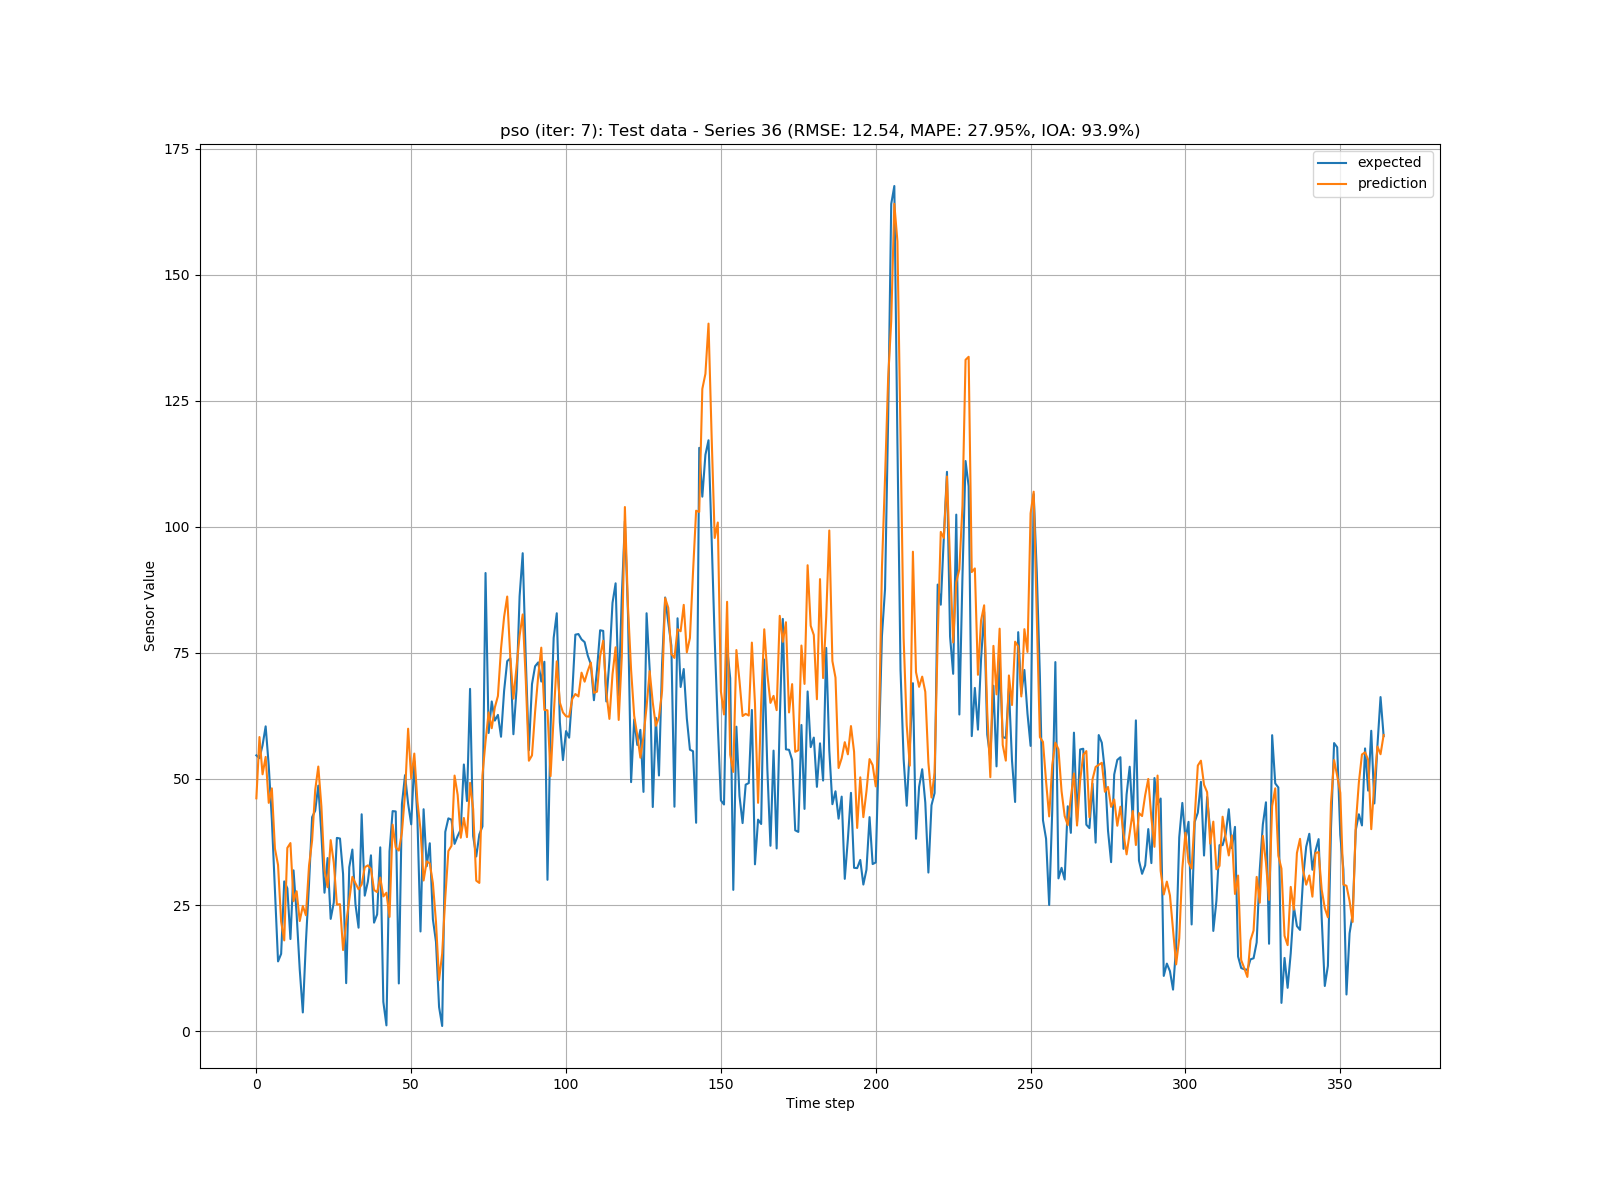 pso (iter: 7): Test data - Series 36 (RMSE: 12.54, MAPE: 27.95%, IOA: 93.9%)
expected
prediction
175
150
125
100
75
50
25
0
Sensor Value
0 50 100 150 200 250 300 350
Time step